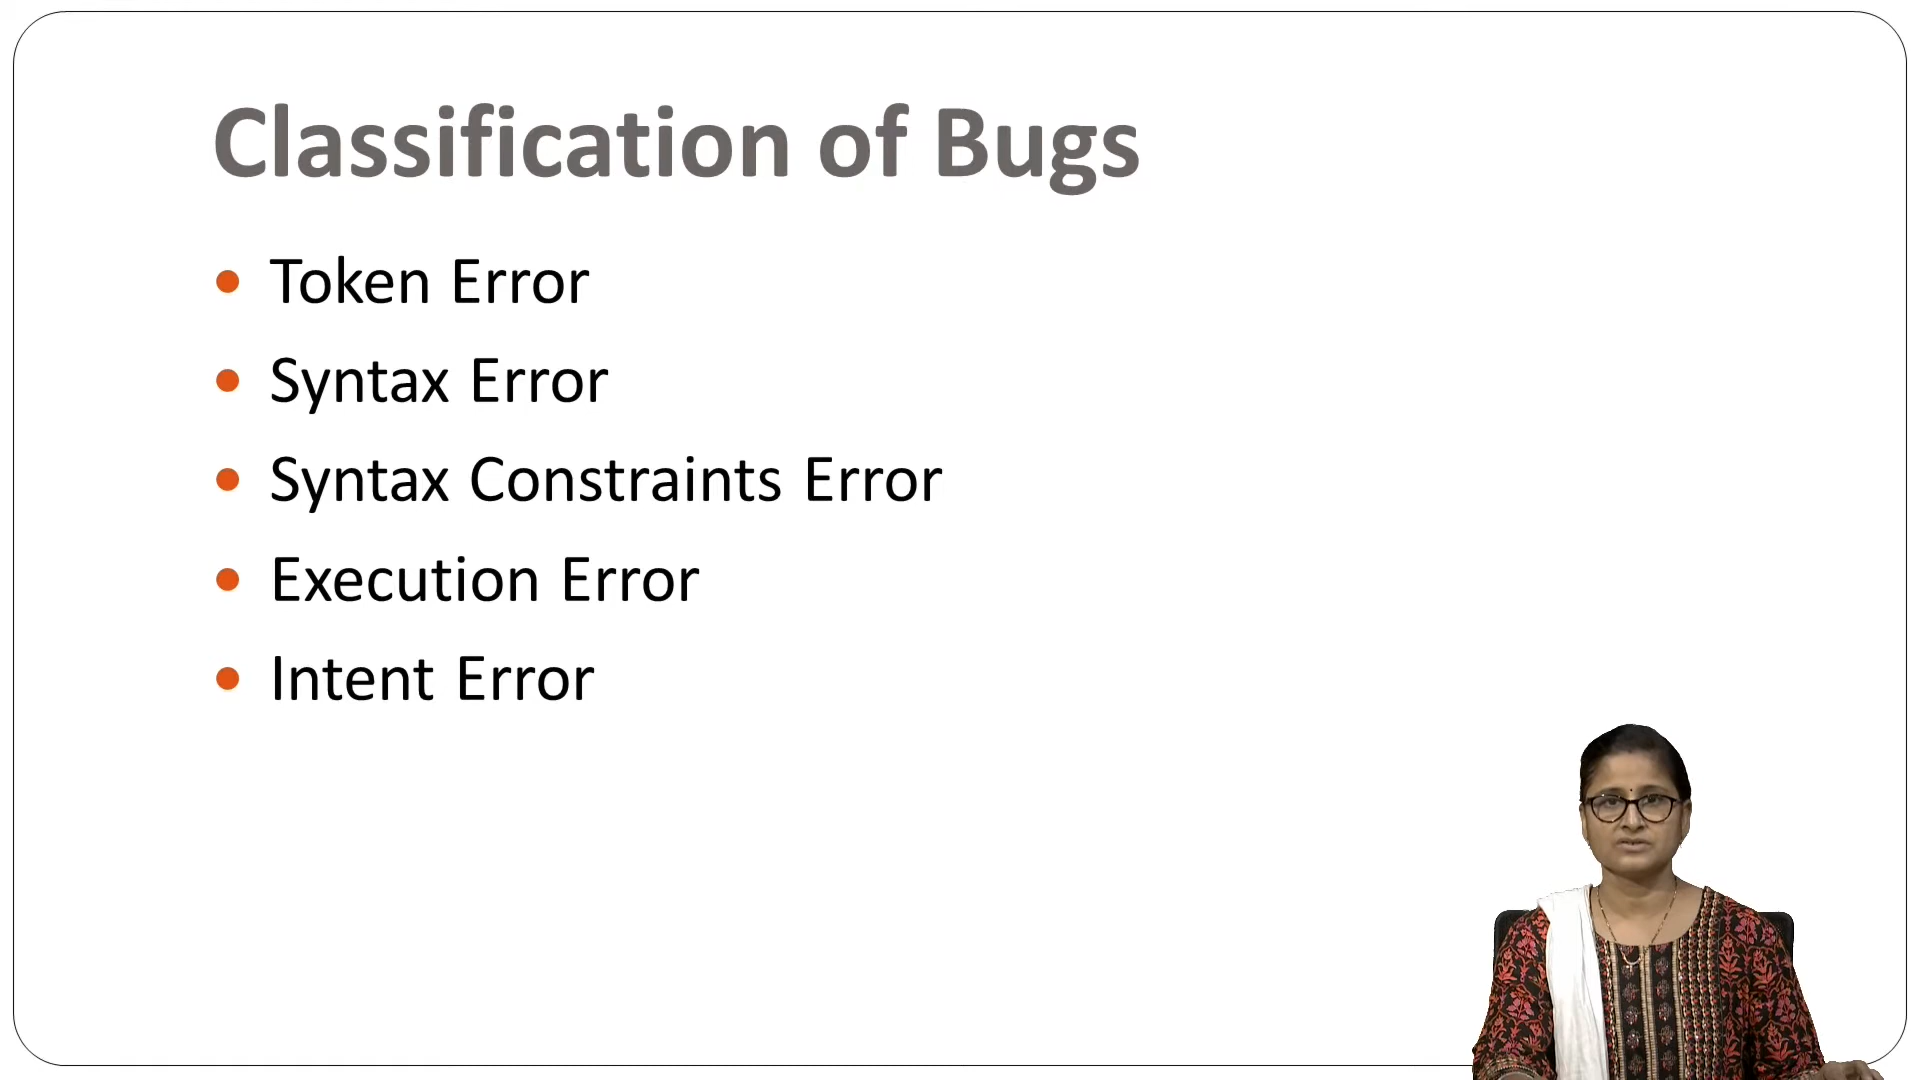 Classification of Bugs
Token Error
Syntax Error
Syntax Constraints Error
Execution Error
Intent Error